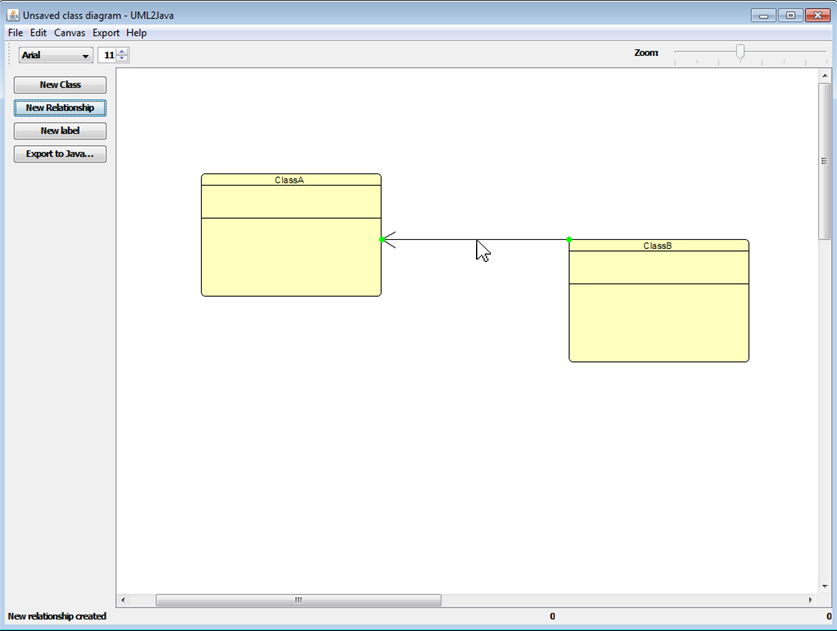 Unsaved class diagram - UML2Java
File Edit Canvas Export Help
Arial 11 Zoom
New Class
New Relationship
New label
Export to Java...
ClassA
ClassB
New relationship created 0 0